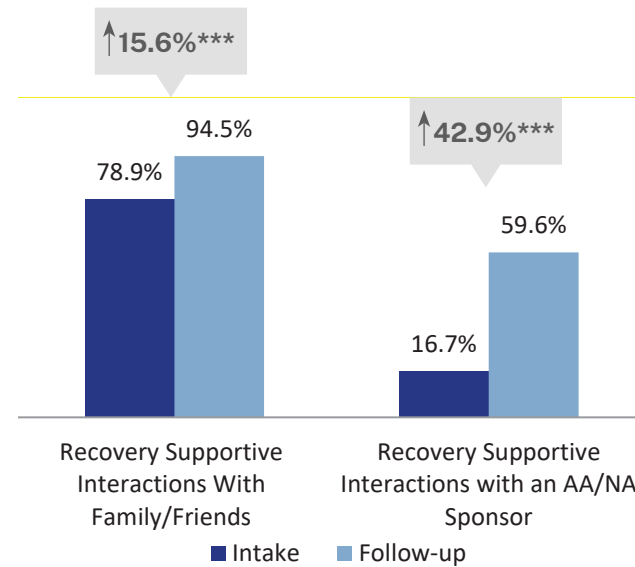 ↑15.6%***
94.5%
78.9%
↑42.9%***
59.6%
16.7%
Recovery Supportive
Interactions With
Family/Friends
Recovery Supportive
Interactions with an AA/NA
Sponsor
Intake Follow-up